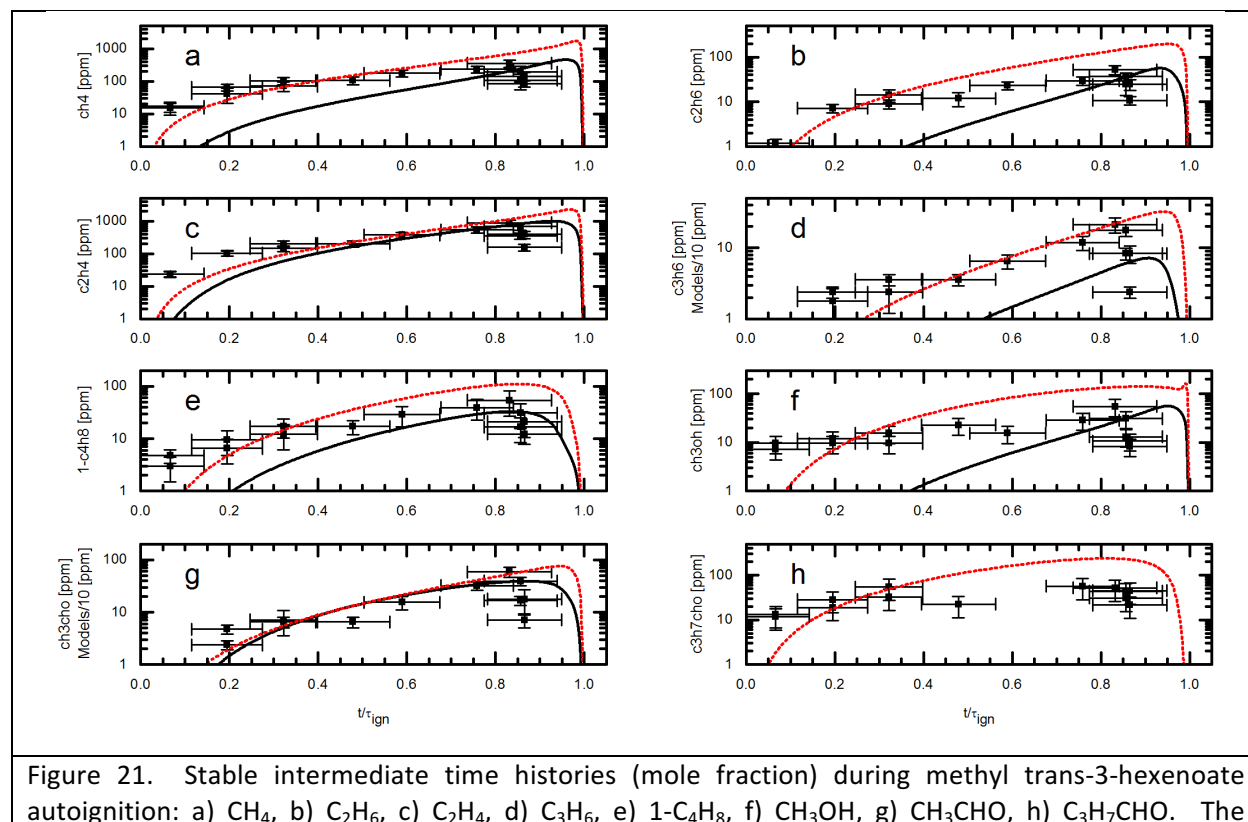 a
b
ch4 [ppm]
1000
100
10
1
0.0 0.2 0.4 0.6 0.8 1.0
c2h6 [ppm]
100
10
1
0.0 0.2 0.4 0.6 0.8 1.0
c
d
c2h4 [ppm]
1000
100
10
1
0.0 0.2 0.4 0.6 0.8 1.0
c3h6 [ppm]
Models/10 [ppm]
10
1
0.0 0.2 0.4 0.6 0.8 1.0
e
f
1-c4h8 [ppm]
100
10
1
0.0 0.2 0.4 0.6 0.8 1.0
ch3oh [ppm]
100
10
1
0.0 0.2 0.4 0.6 0.8 1.0
g
h
ch3cho [ppm]
Models/10 [ppm]
100
10
1
0.0 0.2 0.4 0.6 0.8 1.0
t/τign
c3h7cho [ppm]
100
10
1
0.0 0.2 0.4 0.6 0.8 1.0
t/τign
Figure 21. Stable intermediate time histories (mole fraction) during methyl trans-3-hexenoate
autoignition: a) CH₄, b) C₂H₆, c) C₂H₄, d) C₃H₆, e) 1-C₄H₈, f) CH₃OH, g) CH₃CHO, h) C₃H₇CHO. The